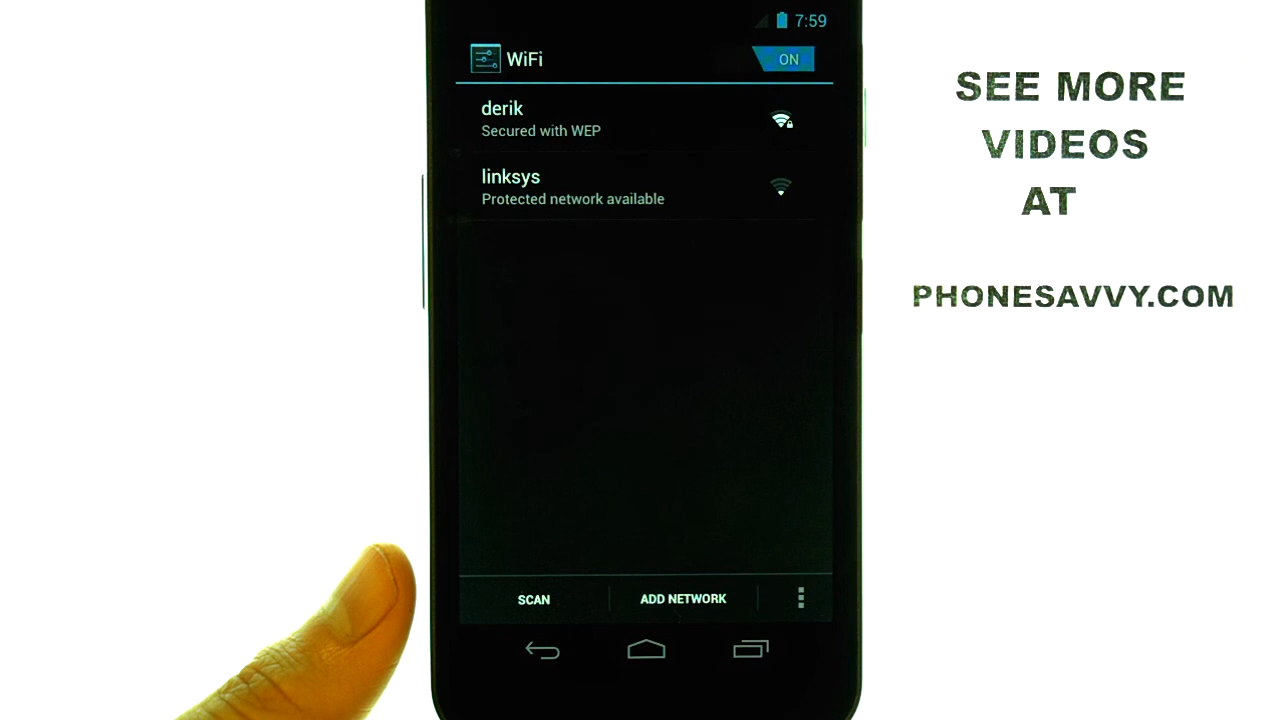 7:59
WiFi
ON
derik
Secured with WEP
linksys
Protected network available
SCAN
ADD NETWORK
SEE MORE
VIDEOS
AT
PHONESAVVY.COM